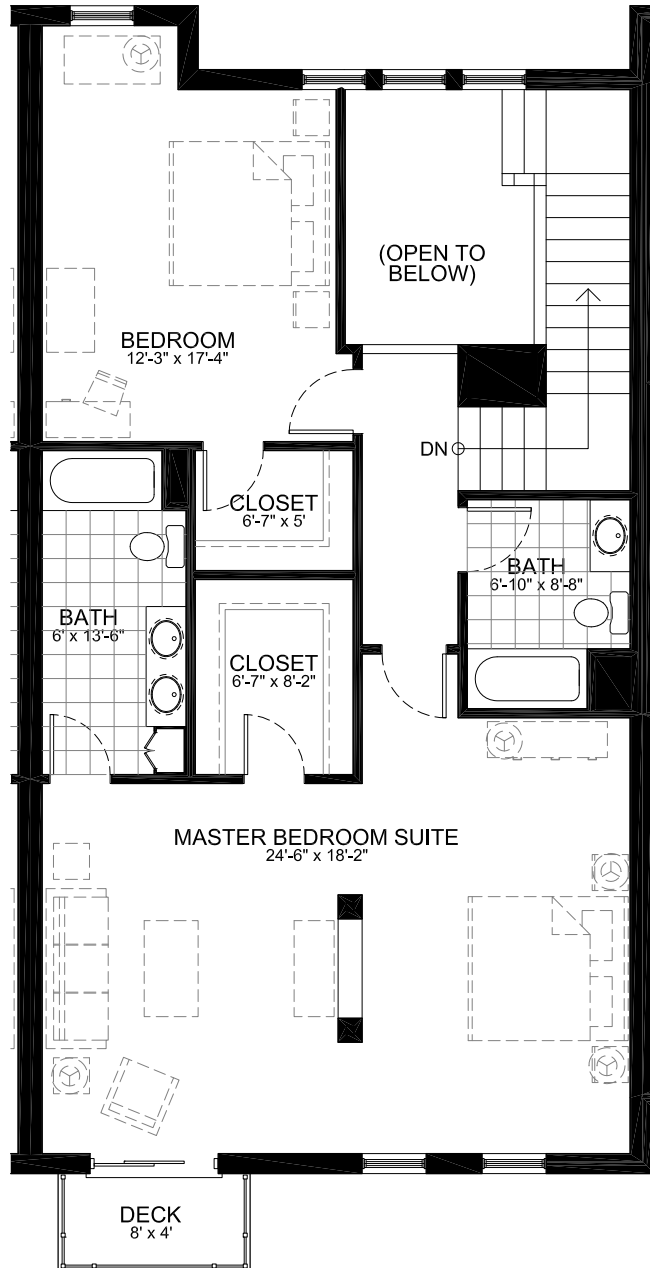 (OPEN TO
BELOW)
BEDROOM
12'-3" x 17'-4"
DN
CLOSET
6'-7" x 5'
BATH
6'-10" x 8'-8"
BATH
6' x 13'-6"
CLOSET
6'-7" x 8'-2"
MASTER BEDROOM SUITE
24'-6" x 18'-2"
DECK
8' x 4'